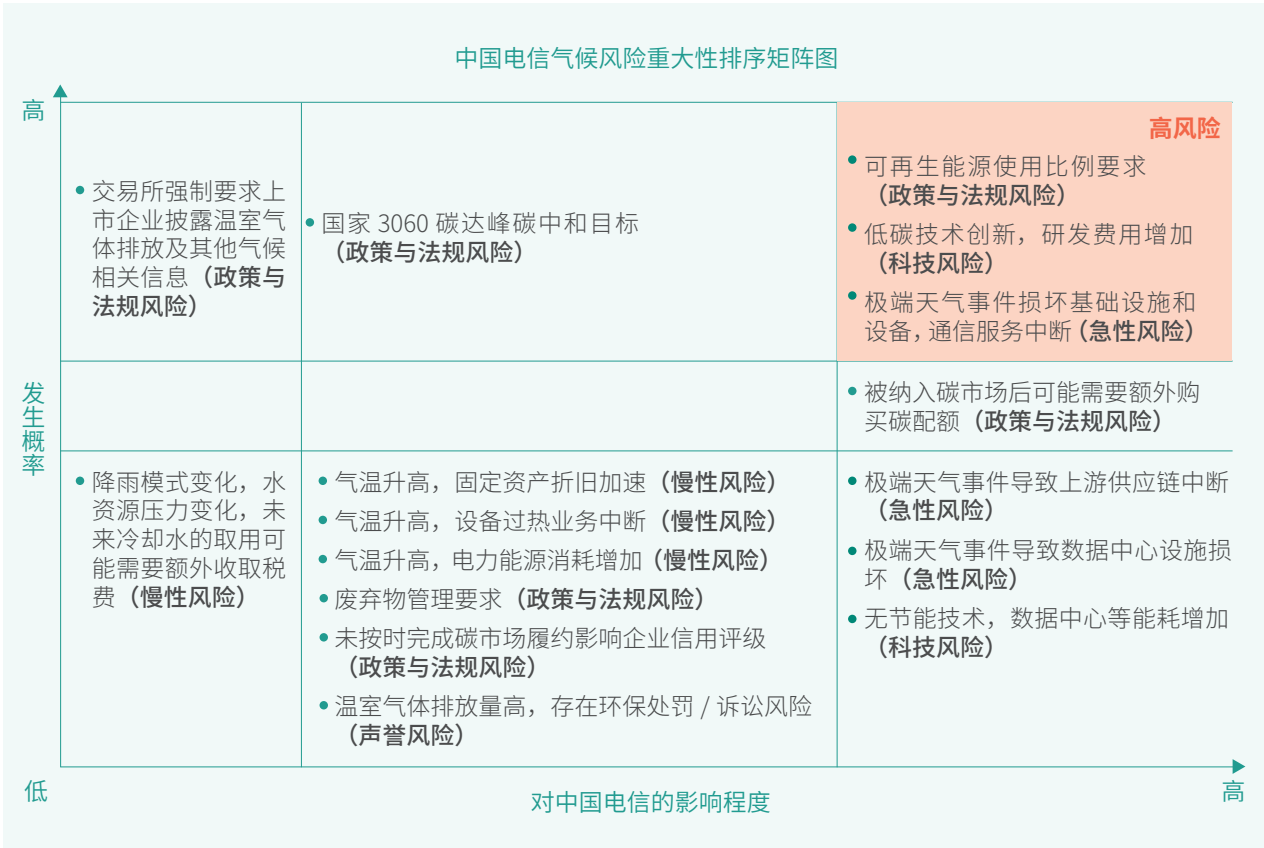 中国电信气候风险重大性排序矩阵图
高
高风险
• 交易所强制要求上
市企业披露温室气
体排放及其他气候
相关信息（政策与
法规风险）
• 国家 3060 碳达峰碳中和目标
（政策与法规风险）
• 可再生能源使用比例要求
（政策与法规风险）
• 低碳技术创新，研发费用增加
（科技风险）
• 极端天气事件损坏基础设施和
设备，通信服务中断（急性风险）
发生概率
• 被纳入碳市场后可能需要额外购
买碳配额（政策与法规风险）
• 降雨模式变化，水
资源压力变化，未
来冷却水的取用可
能需要额外收取税
费（慢性风险）
• 气温升高，固定资产折旧加速（慢性风险）
• 气温升高，设备过热业务中断（慢性风险）
• 气温升高，电力能源消耗增加（慢性风险）
• 废弃物管理要求（政策与法规风险）
• 未按时完成碳市场履约影响企业信用评级
（政策与法规风险）
• 温室气体排放量高，存在环保处罚 / 诉讼风险
（声誉风险）
• 极端天气事件导致上游供应链中断
（急性风险）
• 极端天气事件导致数据中心设施损
坏（急性风险）
• 无节能技术，数据中心等能耗增加
（科技风险）
低
对中国电信的影响程度
高